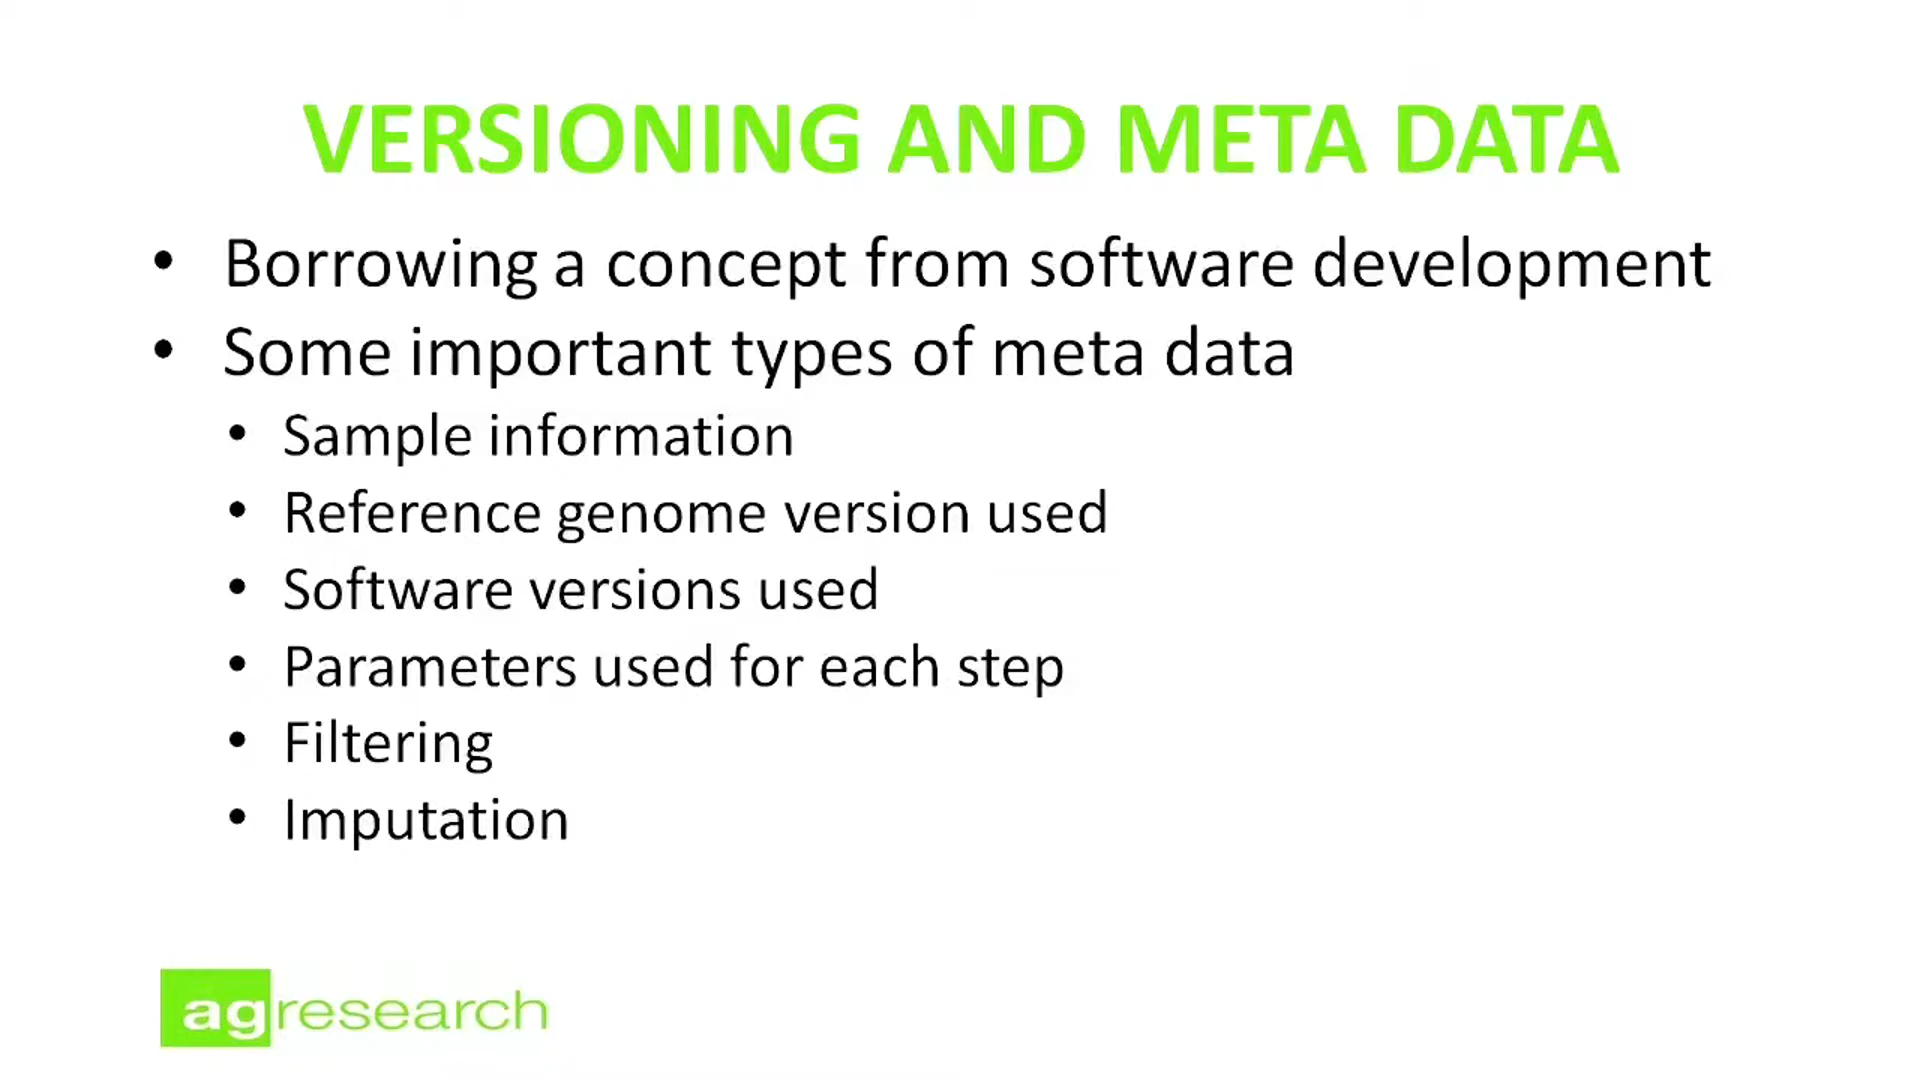 VERSIONING AND META DATA
• Borrowing a concept from software development
• Some important types of meta data
• Sample information
• Reference genome version used
• Software versions used
• Parameters used for each step
• Filtering
• Imputation
agresearch